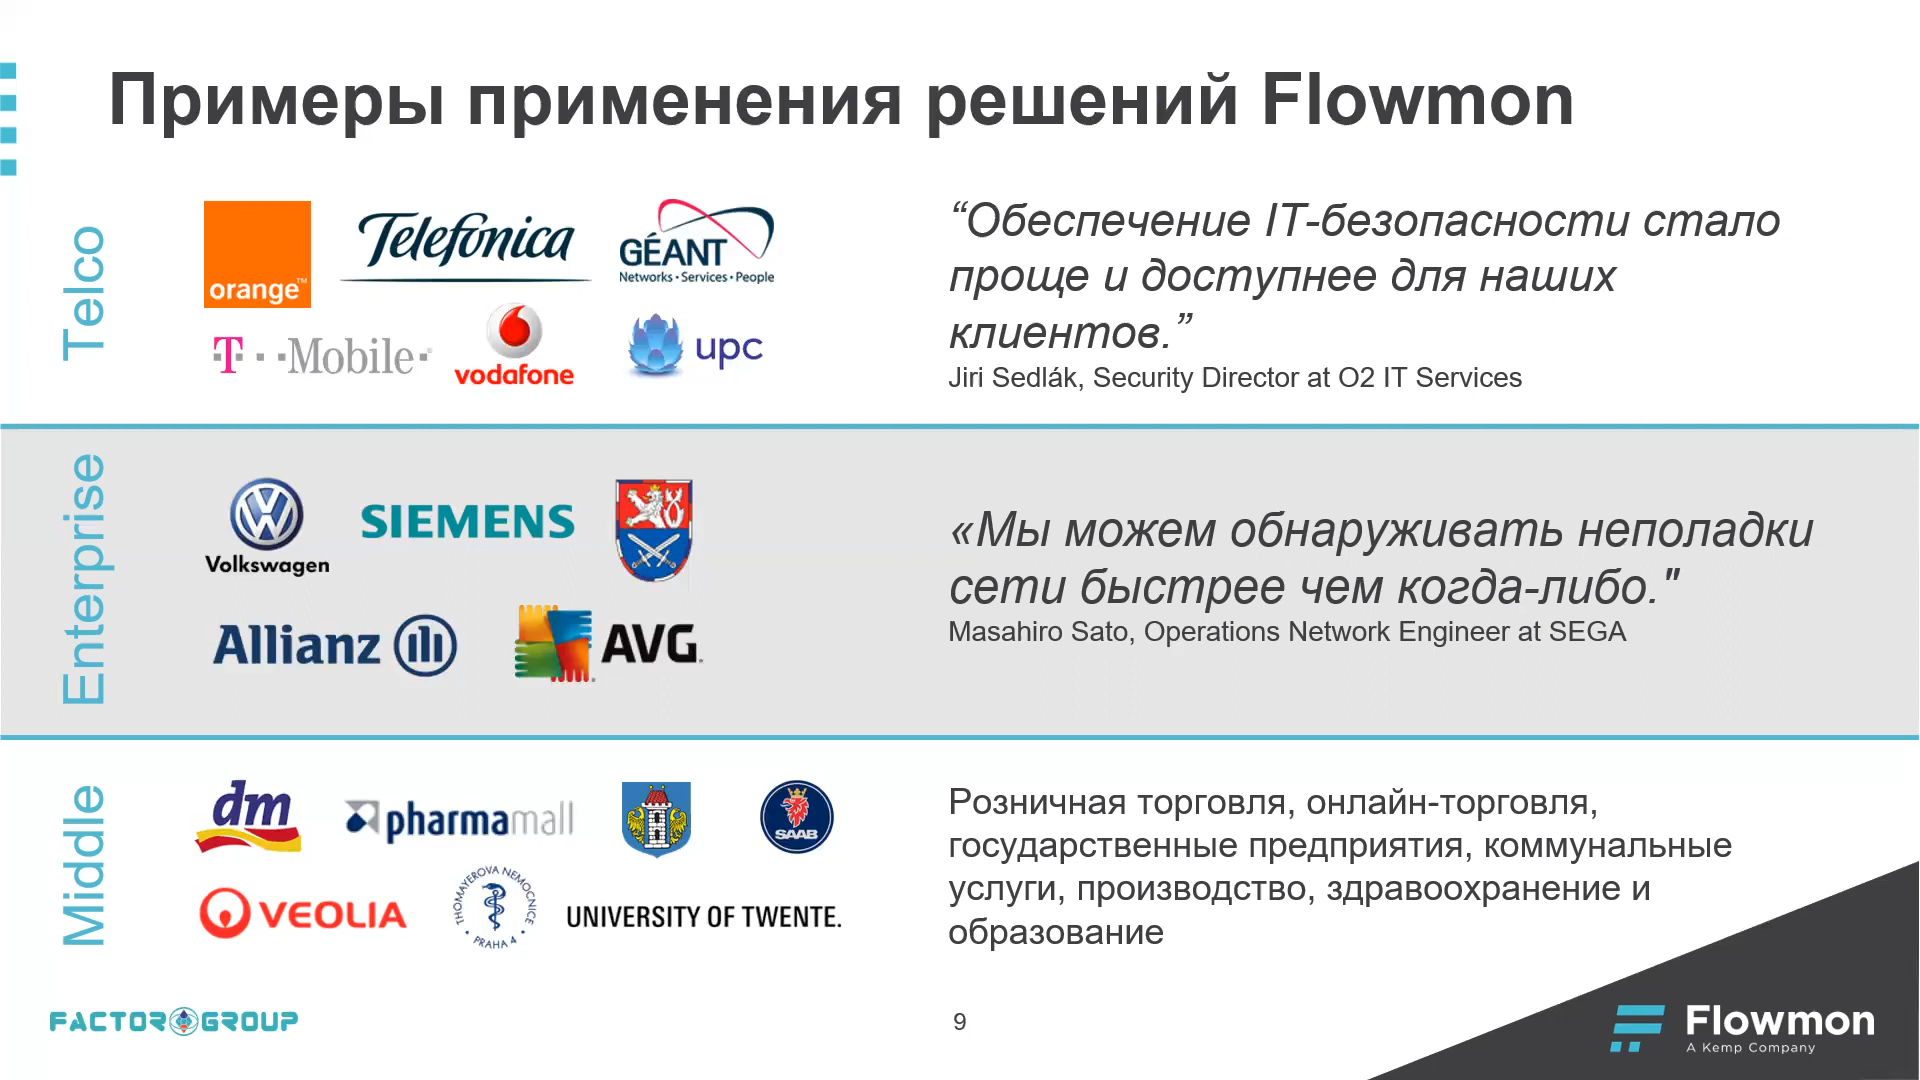 Примеры применения решений Flowmon
Telco
orange™
Telefónica
GÉANT
Networks · Services · People
T · · Mobile ·
vodafone
upc
“Обеспечение IT-безопасности стало
проще и доступнее для наших
клиентов.”
Jiri Sedlák, Security Director at O2 IT Services
Enterprise
Volkswagen
SIEMENS
Allianz
AVG.
«Мы можем обнаруживать неполадки
сети быстрее чем когда-либо."
Masahiro Sato, Operations Network Engineer at SEGA
Middle
dm
pharmamall
SAAB
VEOLIA
THOMAYEROVA NEMOCNICE
• PRAHA 4 •
UNIVERSITY OF TWENTE.
Розничная торговля, онлайн-торговля,
государственные предприятия, коммунальные
услуги, производство, здравоохранение и
образование
FACTOR GROUP
9
Flowmon
A Kemp Company